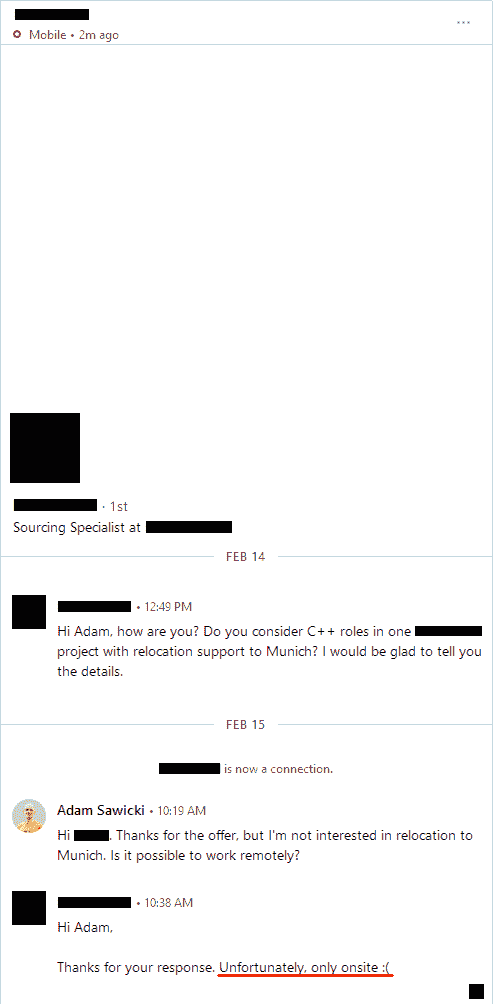 Mobile • 2m ago
· 1st
Sourcing Specialist at
FEB 14
• 12:49 PM
Hi Adam, how are you? Do you consider C++ roles in one
project with relocation support to Munich? I would be glad to tell you
the details.
FEB 15
is now a connection.
Adam Sawicki • 10:19 AM
Hi . Thanks for the offer, but I'm not interested in relocation to
Munich. Is it possible to work remotely?
• 10:38 AM
Hi Adam,
Thanks for your response. Unfortunately, only onsite :(